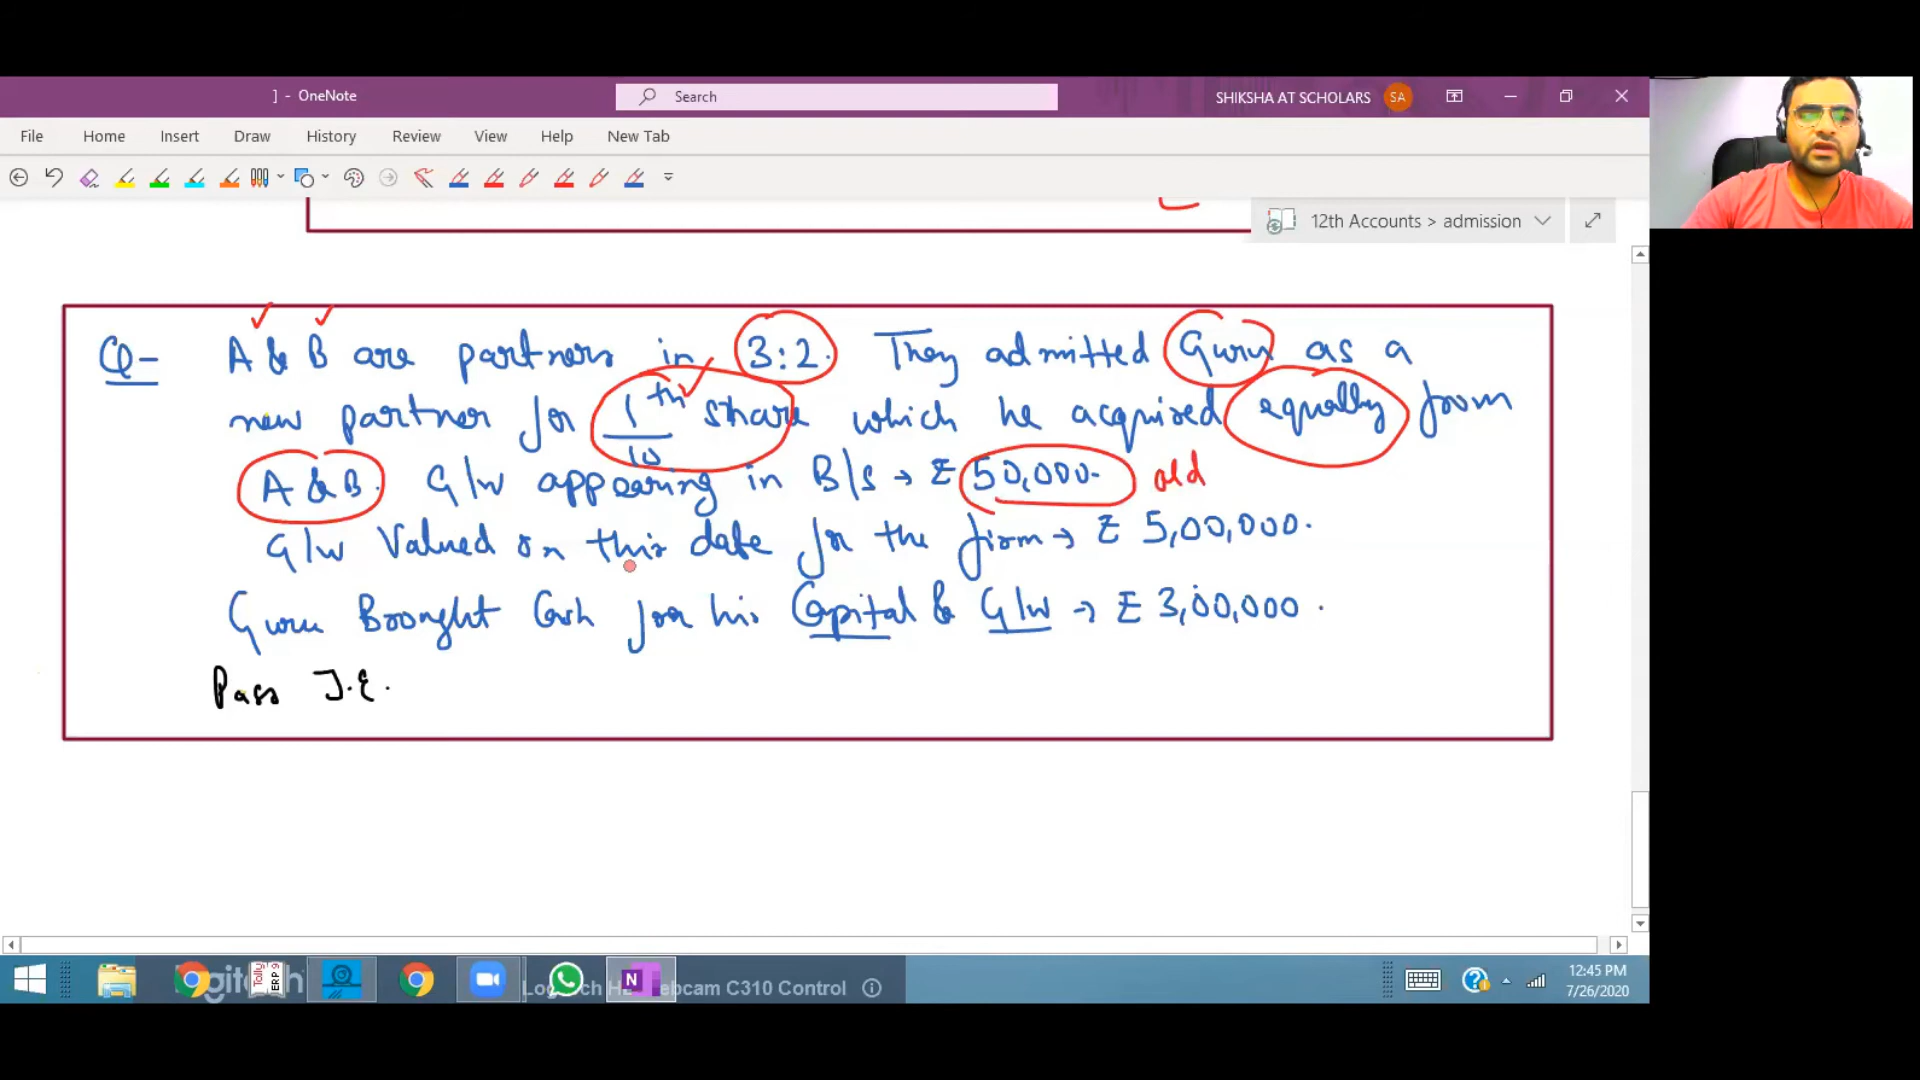 ] - OneNote
Search
SHIKSHA AT SCHOLARS SA
File Home Insert Draw History Review View Help New Tab
12th Accounts > admission
Q- A & B are partners in 3:2. They admitted Guru as a
new partner for 1/10 th share which he acquired equally from
A & B. G/w appearing in B/s → ₹ 50,000- old
G/w Valued on this date for the firm → ₹ 5,00,000.
Guru Brought Cash for his Capital & G/w → ₹ 3,00,000.
Pass J.E.
Tally ERP 9
N
12:45 PM
7/26/2020